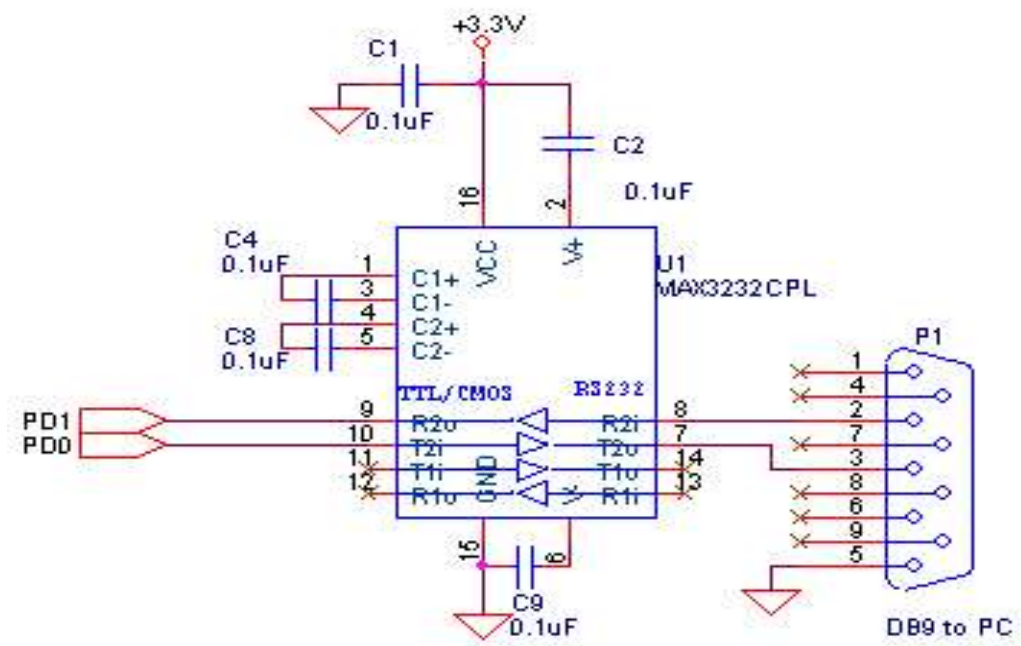 +3.3V
C1
0.1uF
C2
0.1uF
16
2
VCC
V+
U1
MAX3232CPL
C4
0.1uF
1
C1+
3
C1-
4
C2+
C8
0.1uF
5
C2-
TTL/CMOS
RS232
PD1
9
R2o
R2i
8
PD0
10
T2i
T2o
7
11
T1i
T1o
14
12
R1o
R1i
13
GND
V-
15
6
C9
0.1uF
P1
1
4
2
7
3
8
6
9
5
DB9 to PC